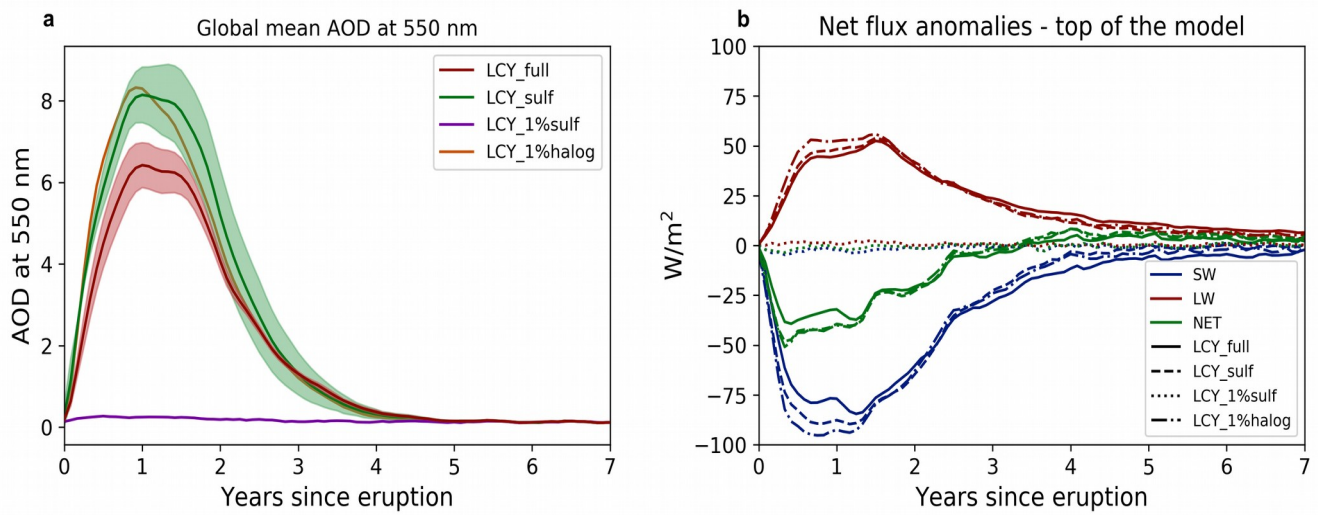 a
Global mean AOD at 550 nm
AOD at 550 nm
8
6
4
2
0
0 1 2 3 4 5 6 7
Years since eruption
LCY_full
LCY_sulf
LCY_1%sulf
LCY_1%halog
b
Net flux anomalies - top of the model
W/m²
100
75
50
25
0
−25
−50
−75
−100
0 1 2 3 4 5 6 7
Years since eruption
SW
LW
NET
LCY_full
LCY_sulf
LCY_1%sulf
LCY_1%halog